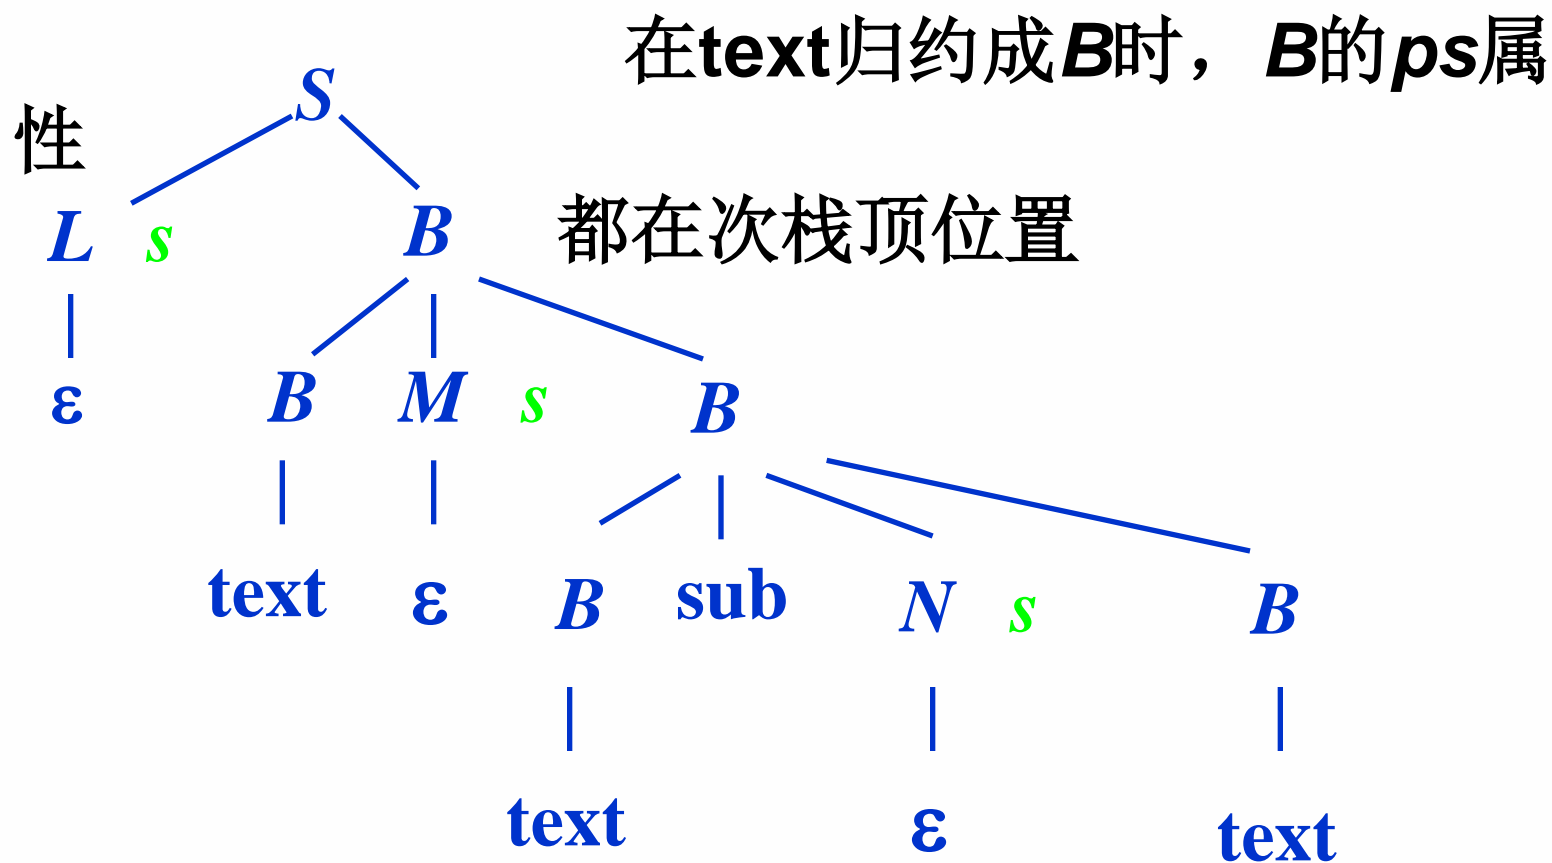 在text归约成B时，B的ps属
S
性
L s B
都在次栈顶位置
ε B M s B
text ε B sub N s B
text ε text